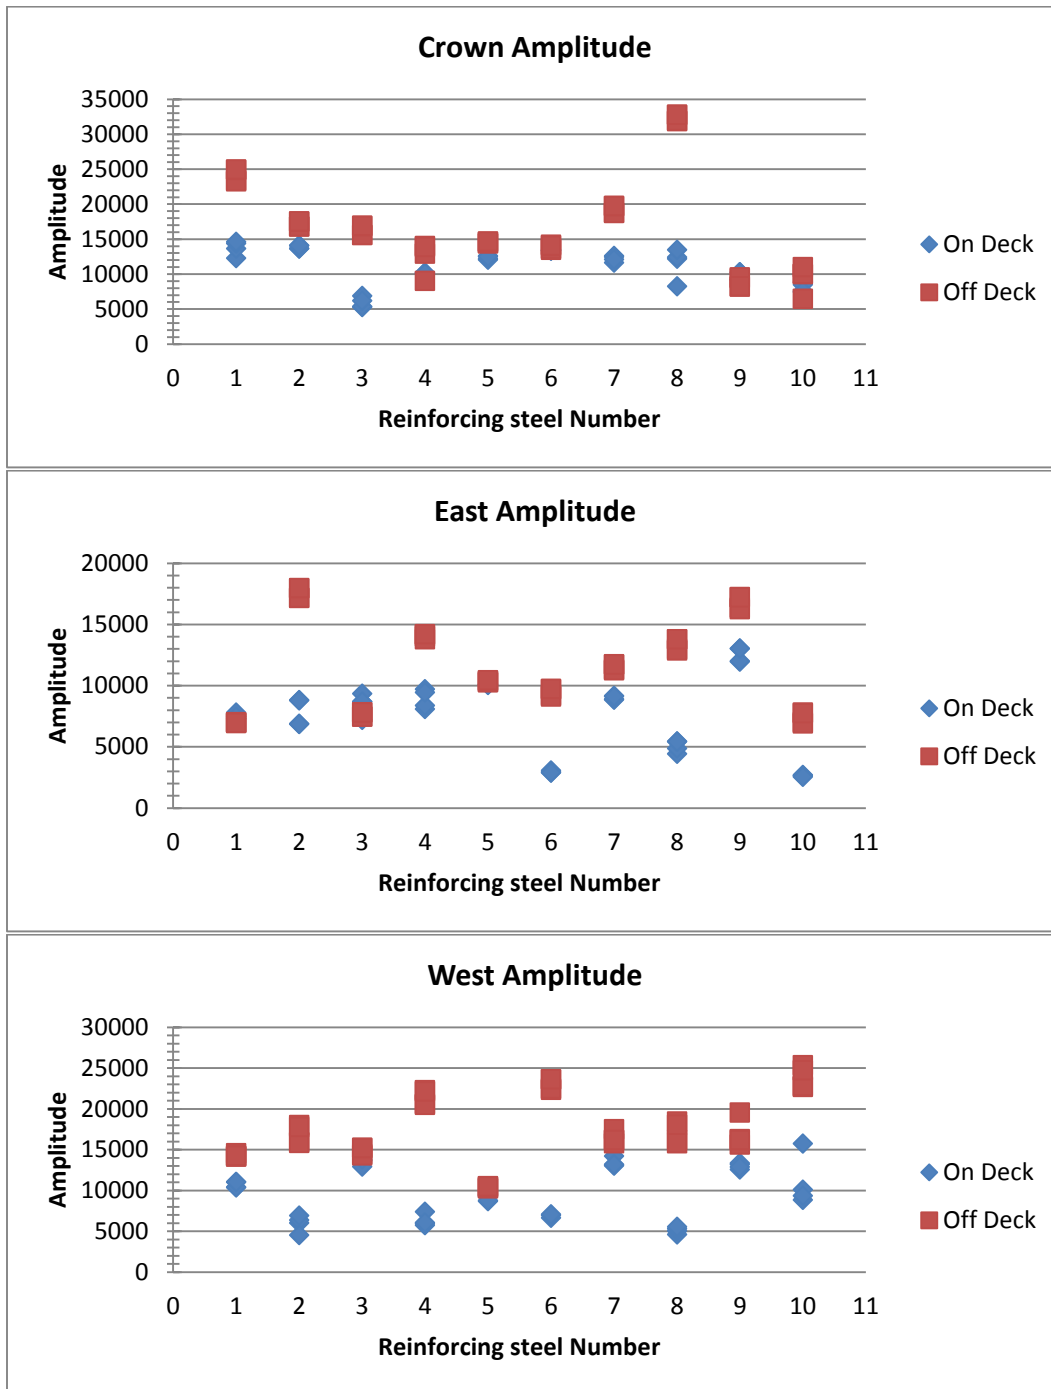 Crown Amplitude
35000
30000
25000
20000
15000
10000
5000
0
Amplitude
0 1 2 3 4 5 6 7 8 9 10 11
Reinforcing steel Number
On Deck
Off Deck
East Amplitude
20000
15000
10000
5000
0
Amplitude
0 1 2 3 4 5 6 7 8 9 10 11
Reinforcing steel Number
On Deck
Off Deck
West Amplitude
30000
25000
20000
15000
10000
5000
0
Amplitude
0 1 2 3 4 5 6 7 8 9 10 11
Reinforcing steel Number
On Deck
Off Deck